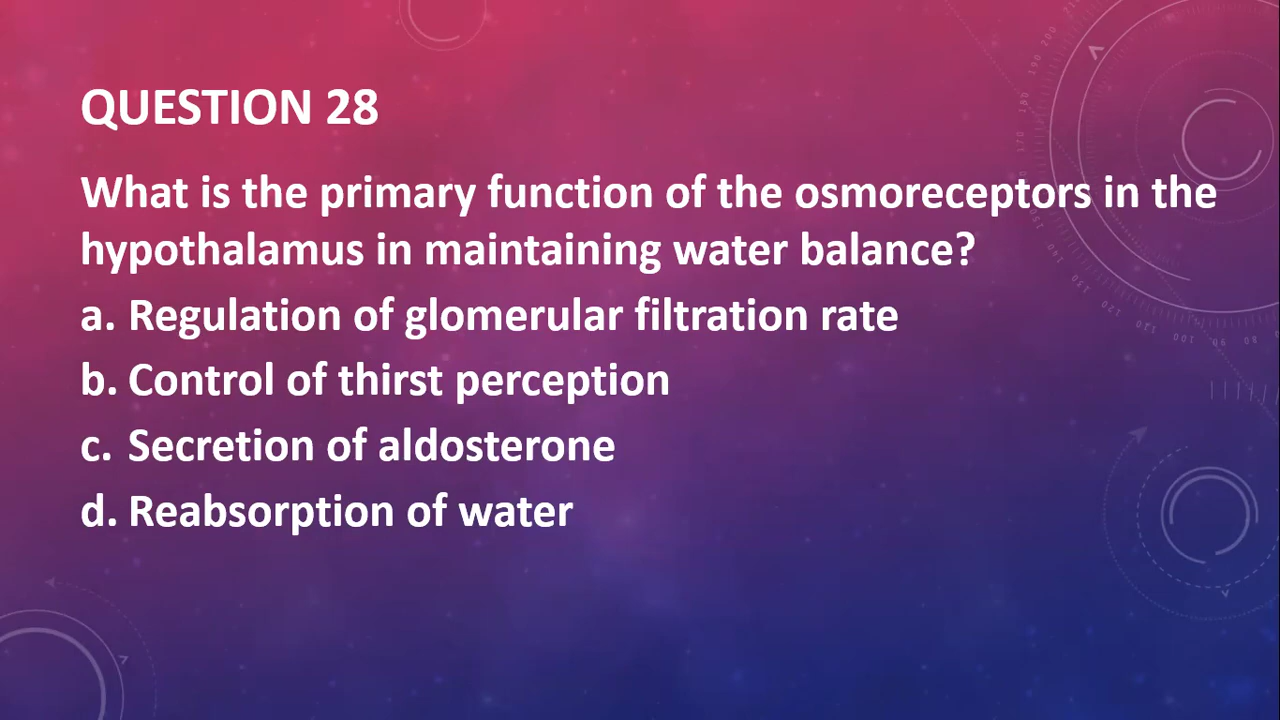 QUESTION 28
What is the primary function of the osmoreceptors in the
hypothalamus in maintaining water balance?
a. Regulation of glomerular filtration rate
b. Control of thirst perception
c. Secretion of aldosterone
d. Reabsorption of water